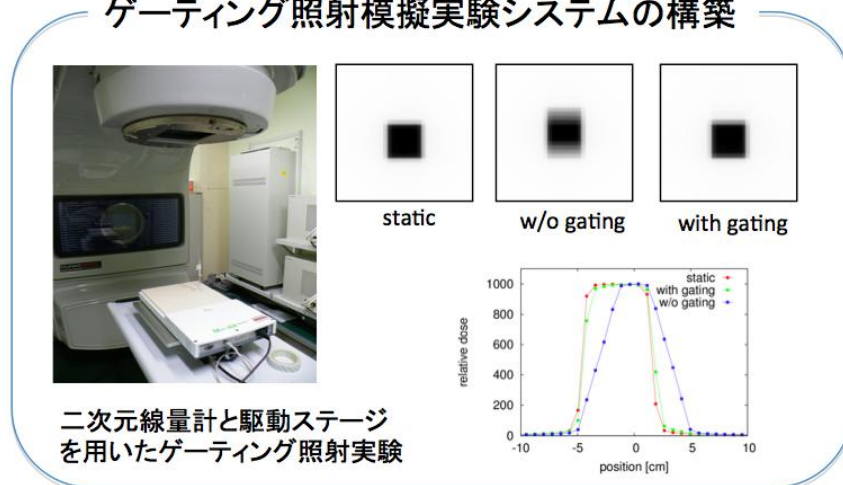 ゲーティング照射模擬実験システムの構築
static
w/o gating
with gating
static
with gating
w/o gating
relative dose
1000
800
600
400
200
0
-10
-5
0
5
10
position [cm]
二次元線量計と駆動ステージ
を用いたゲーティング照射実験